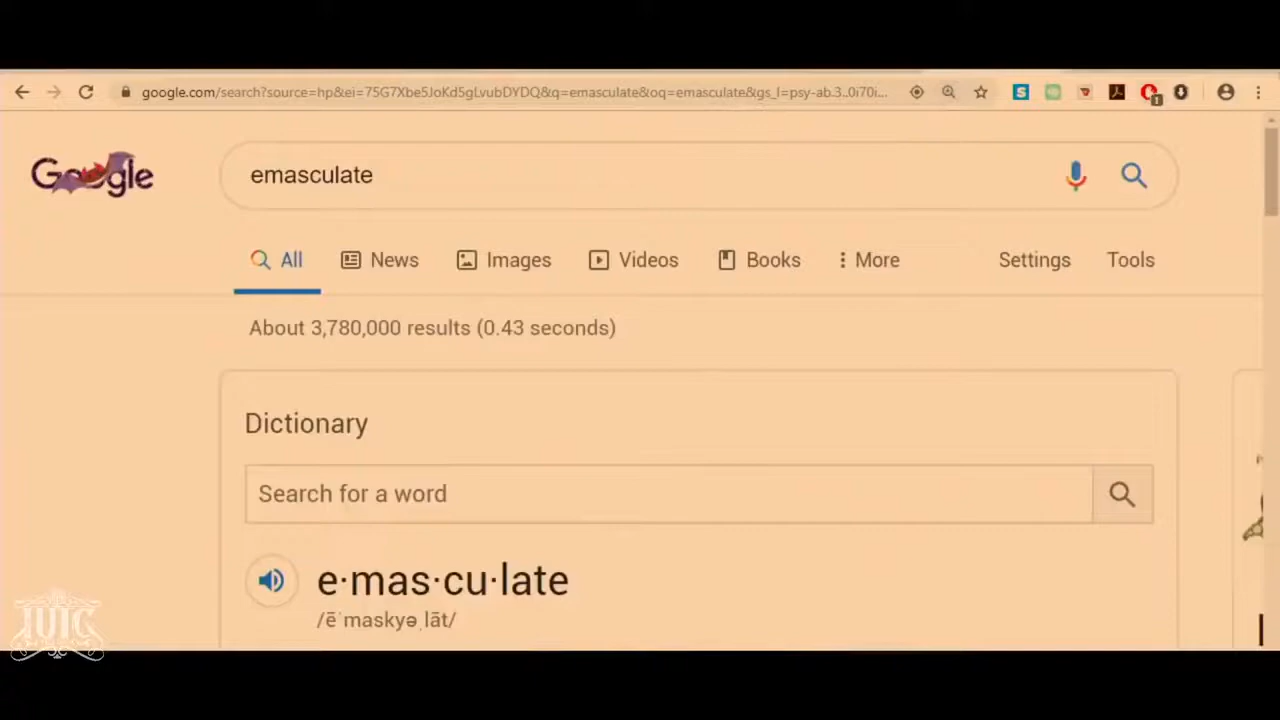 google.com/search?source=hp&ei=75G7Xbe5JoKd5gLvubDYDQ&q=emasculate&oq=emasculate&gs_l=psy-ab.3..0i70i...
Google
emasculate
All News Images Videos Books More Settings Tools
About 3,780,000 results (0.43 seconds)
Dictionary
Search for a word
e·mas·cu·late
/ēˈmaskyəˌlāt/
IUIC